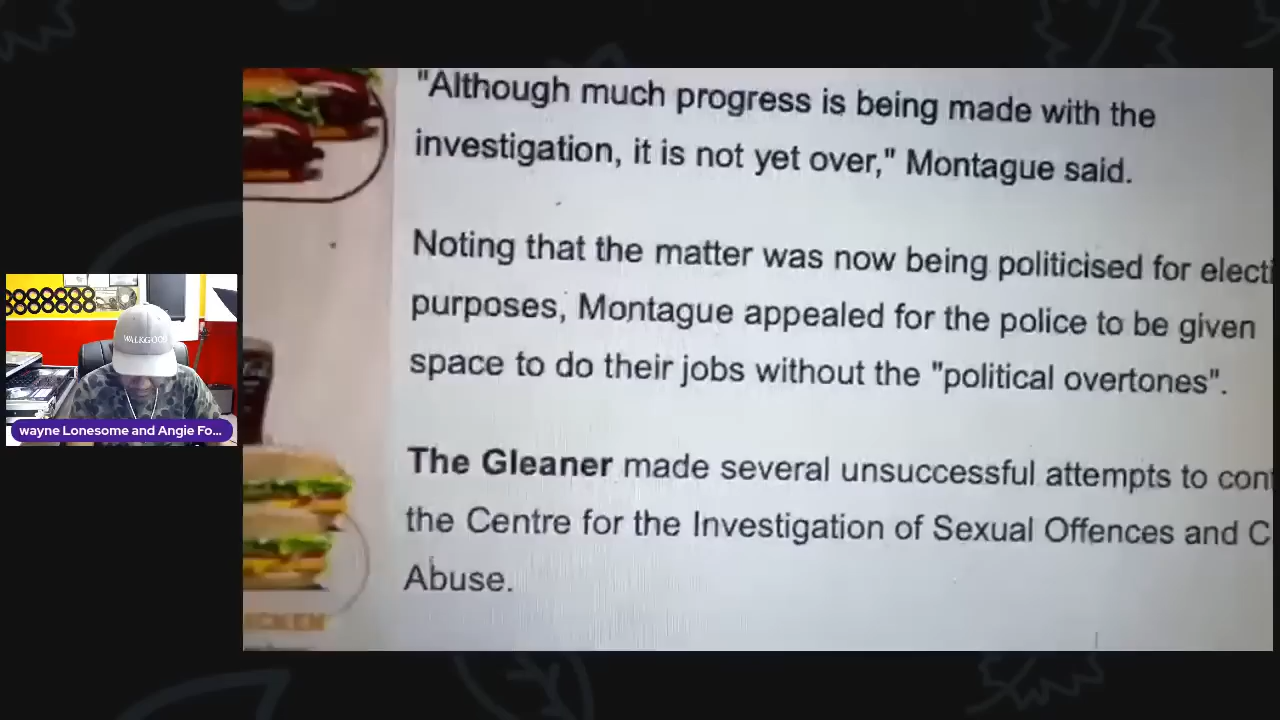 "Although much progress is being made with the
investigation, it is not yet over," Montague said.
Noting that the matter was now being politicised for electi
purposes, Montague appealed for the police to be given
space to do their jobs without the "political overtones".
The Gleaner made several unsuccessful attempts to con
the Centre for the Investigation of Sexual Offences and C
Abuse.
WALKGOOD
wayne Lonesome and Angie Fo...